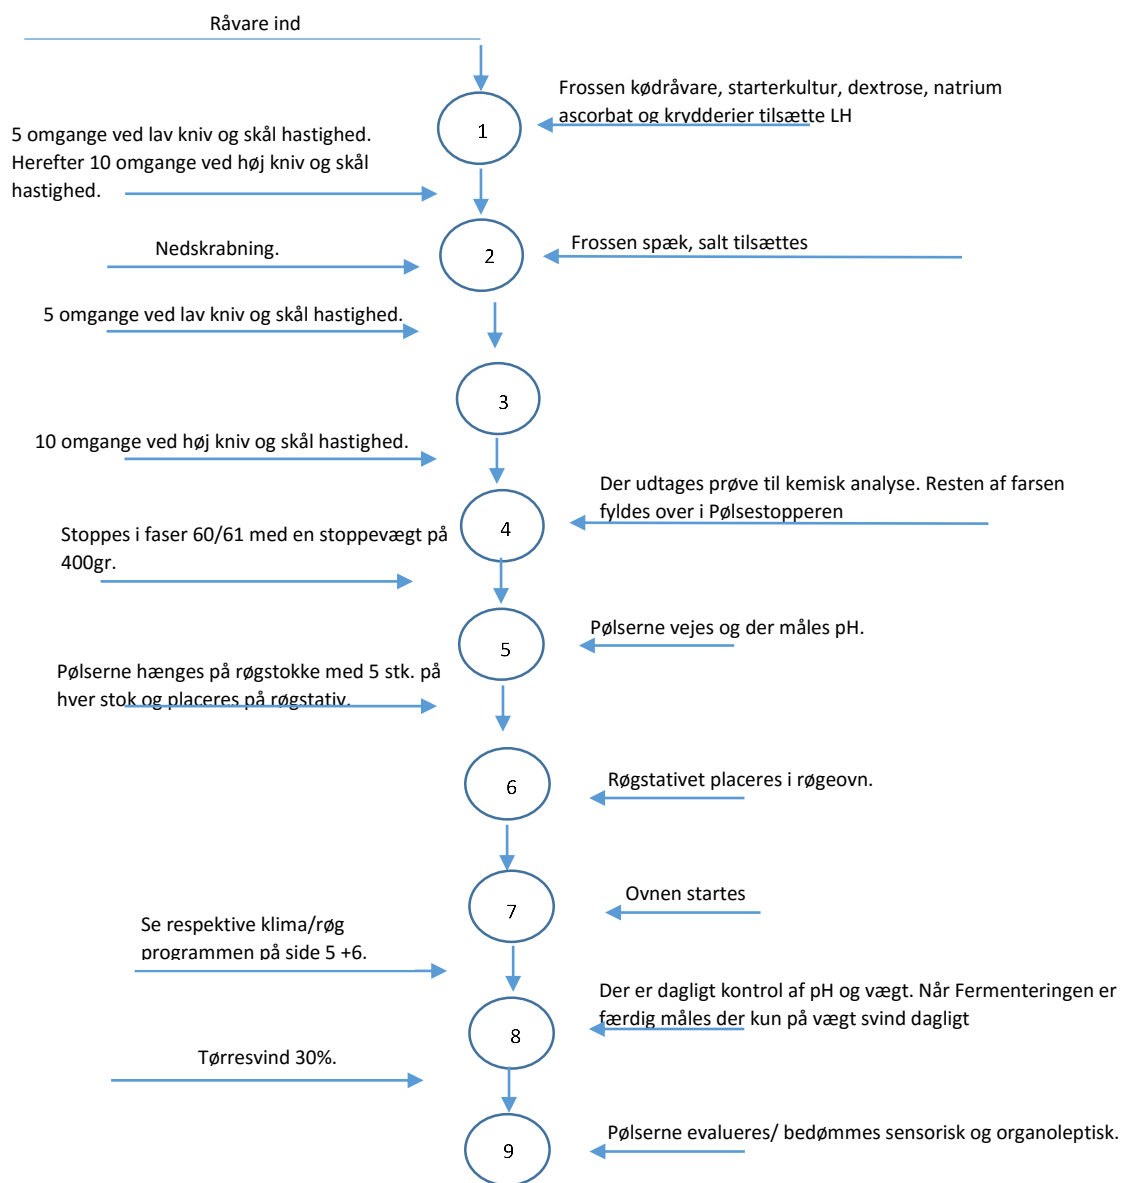 Råvare ind
Frossen kødråvare, starterkultur, dextrose, natrium
ascorbat og krydderier tilsætte LH
1
5 omgange ved lav kniv og skål hastighed.
Herefter 10 omgange ved høj kniv og skål
hastighed.
2
Nedskrabning.
Frossen spæk, salt tilsættes
5 omgange ved lav kniv og skål hastighed.
3
10 omgange ved høj kniv og skål hastighed.
4
Der udtages prøve til kemisk analyse. Resten af farsen
fyldes over i Pølsestopperen
Stoppes i faser 60/61 med en stoppevægt på
400gr.
5
Pølserne vejes og der måles pH.
Pølserne hænges på røgstokke med 5 stk. på
hver stok og placeres på røgstativ.
6
Røgstativet placeres i røgeovn.
7
Ovnen startes
Se respektive klima/røg
programmen på side 5 +6.
8
Der er dagligt kontrol af pH og vægt. Når Fermenteringen er
færdig måles der kun på vægt svind dagligt
Tørresvind 30%.
9
Pølserne evalueres/ bedømmes sensorisk og organoleptisk.